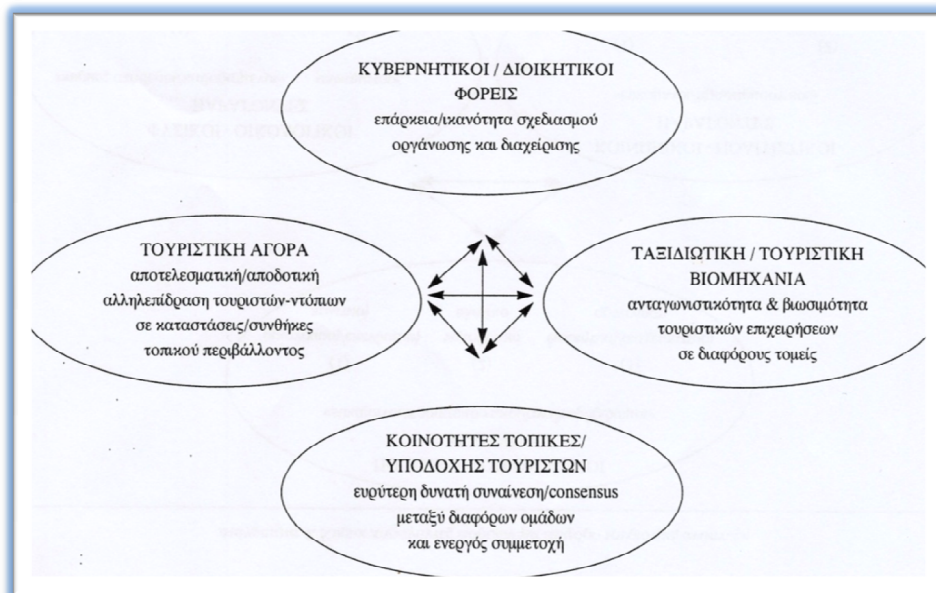 ΚΥΒΕΡΝΗΤΙΚΟΙ / ΔΙΟΙΚΗΤΙΚΟΙ
ΦΟΡΕΙΣ
επάρκεια/ικανότητα σχεδιασμού
οργάνωσης και διαχείρισης
ΤΟΥΡΙΣΤΙΚΗ ΑΓΟΡΑ
αποτελεσματική/αποδοτική
αλληλεπίδραση τουριστών-ντόπιων
σε καταστάσεις/συνθήκες
τοπικού περιβάλλοντος
ΤΑΞΙΔΙΩΤΙΚΗ / ΤΟΥΡΙΣΤΙΚΗ
ΒΙΟΜΗΧΑΝΙΑ
ανταγωνιστικότητα & βιωσιμότητα
τουριστικών επιχειρήσεων
σε διαφόρους τομείς
ΚΟΙΝΟΤΗΤΕΣ ΤΟΠΙΚΕΣ/
ΥΠΟΔΟΧΗΣ ΤΟΥΡΙΣΤΩΝ
ευρύτερη δυνατή συναίνεση/consensus
μεταξύ διαφόρων ομάδων
και ενεργός συμμετοχή